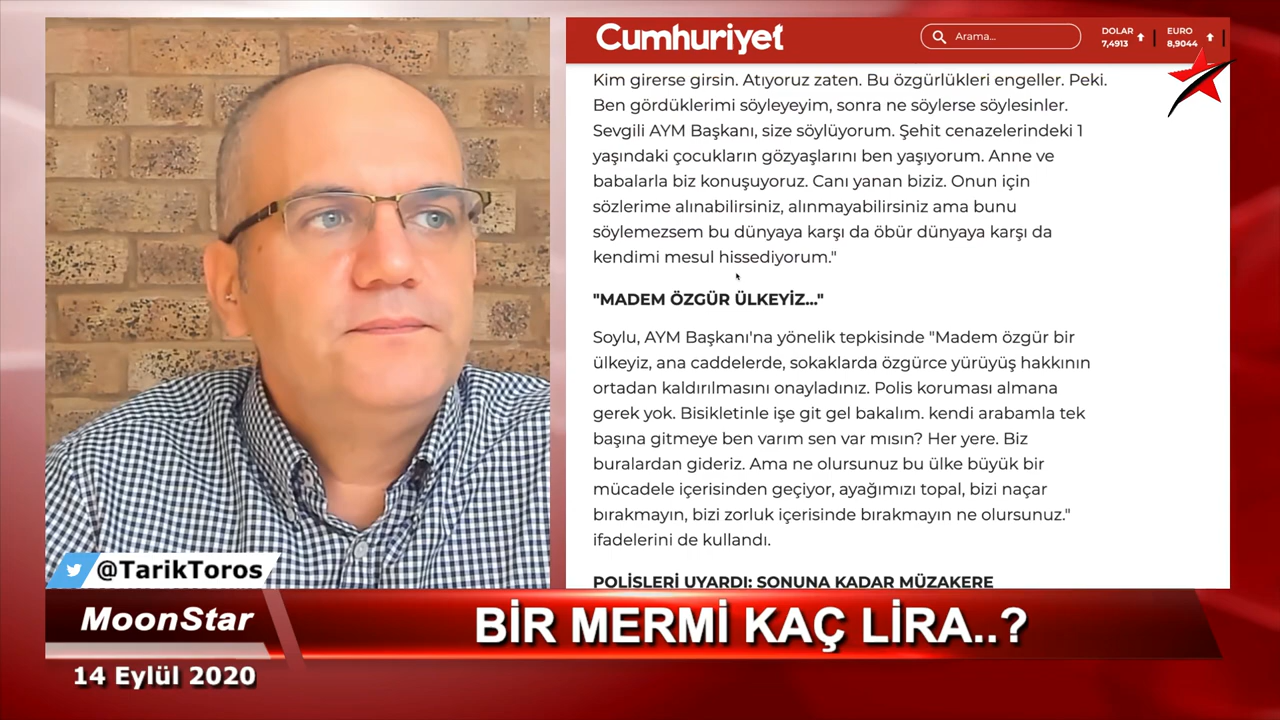 Cumhuriyet
Arama...
DOLAR
7,4913
EURO
8,9044
Kim girerse girsin. Atıyoruz zaten. Bu özgürlükleri engeller. Peki.
Ben gördüklerimi söyleyeyim, sonra ne söylerse söylesinler.
Sevgili AYM Başkanı, size söylüyorum. Şehit cenazelerindeki 1
yaşındaki çocukların gözyaşlarını ben yaşıyorum. Anne ve
babalarla biz konuşuyoruz. Canı yanan biziz. Onun için
sözlerime alınabilirsiniz, alınmayabilirsiniz ama bunu
söylemezsem bu dünyaya karşı da öbür dünyaya karşı da
kendimi mesul hissediyorum."
"MADEM ÖZGÜR ÜLKEYİZ..."
Soylu, AYM Başkanı'na yönelik tepkisinde "Madem özgür bir
ülkeyiz, ana caddelerde, sokaklarda özgürce yürüyüş hakkının
ortadan kaldırılmasını onayladınız. Polis koruması almana
gerek yok. Bisikletinle işe git gel bakalım. kendi arabamla tek
başına gitmeye ben varım sen var mısın? Her yere. Biz
buralardan gideriz. Ama ne olursunuz bu ülke büyük bir
mücadele içerisinden geçiyor, ayağımızı topal, bizi naçar
bırakmayın, bizi zorluk içerisinde bırakmayın ne olursunuz."
ifadelerini de kullandı.
POLİSLERİ UYARDI: SONUNA KADAR MÜZAKERE
@TarikToros
MoonStar
BİR MERMİ KAÇ LİRA..?
14 Eylül 2020